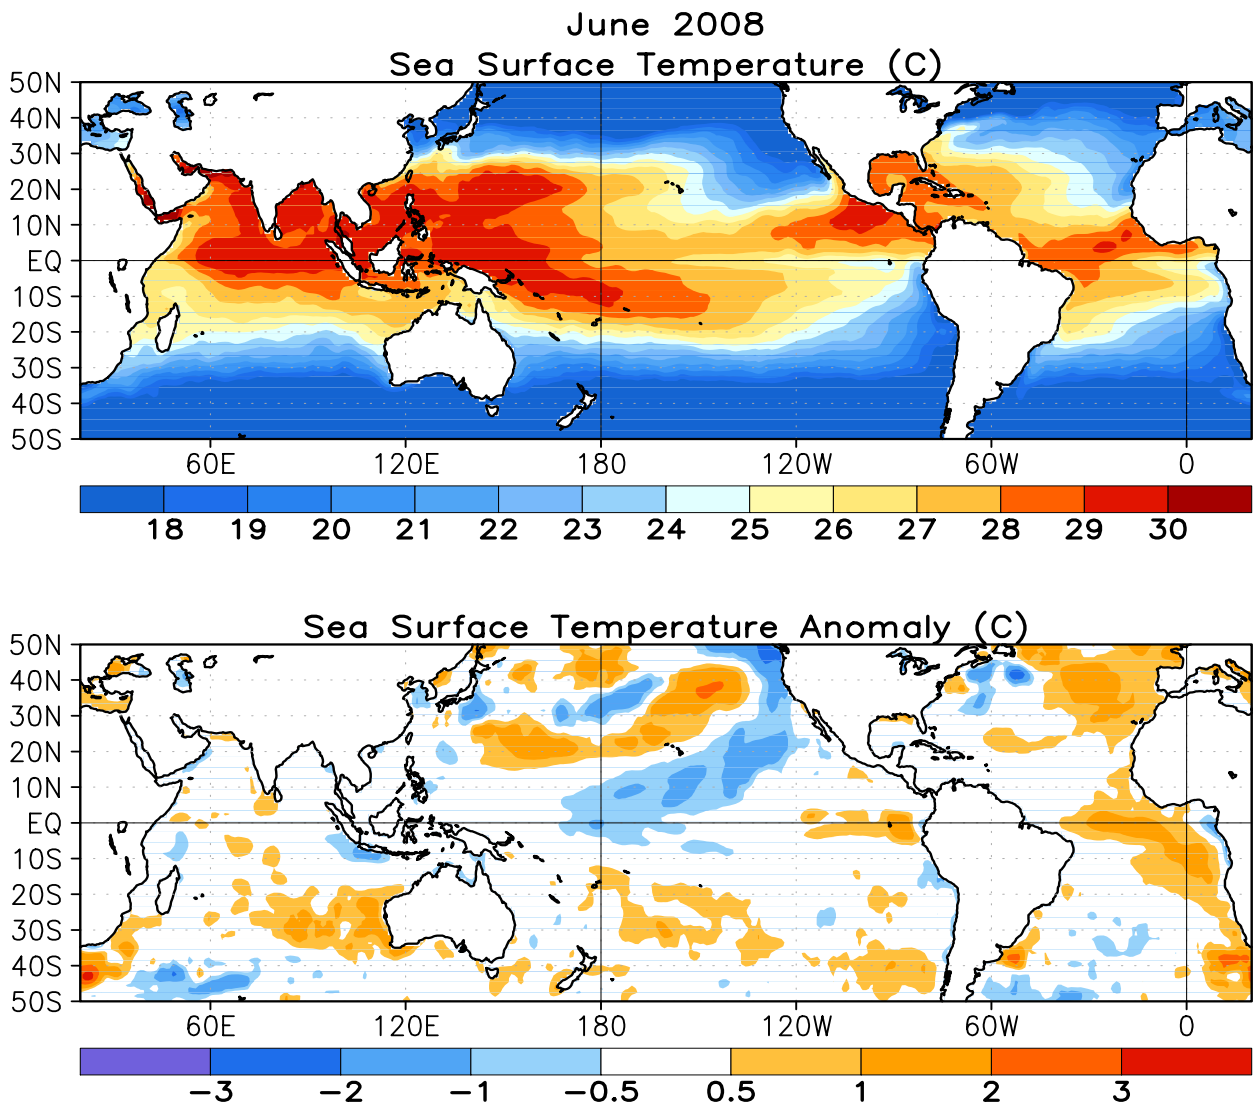 June 2008
Sea Surface Temperature (C)
50N
40N
30N
20N
10N
EQ
10S
20S
30S
40S
50S
60E 120E 180 120W 60W 0
18 19 20 21 22 23 24 25 26 27 28 29 30
Sea Surface Temperature Anomaly (C)
50N
40N
30N
20N
10N
EQ
10S
20S
30S
40S
50S
60E 120E 180 120W 60W 0
−3 −2 −1 −0.5 0.5 1 2 3